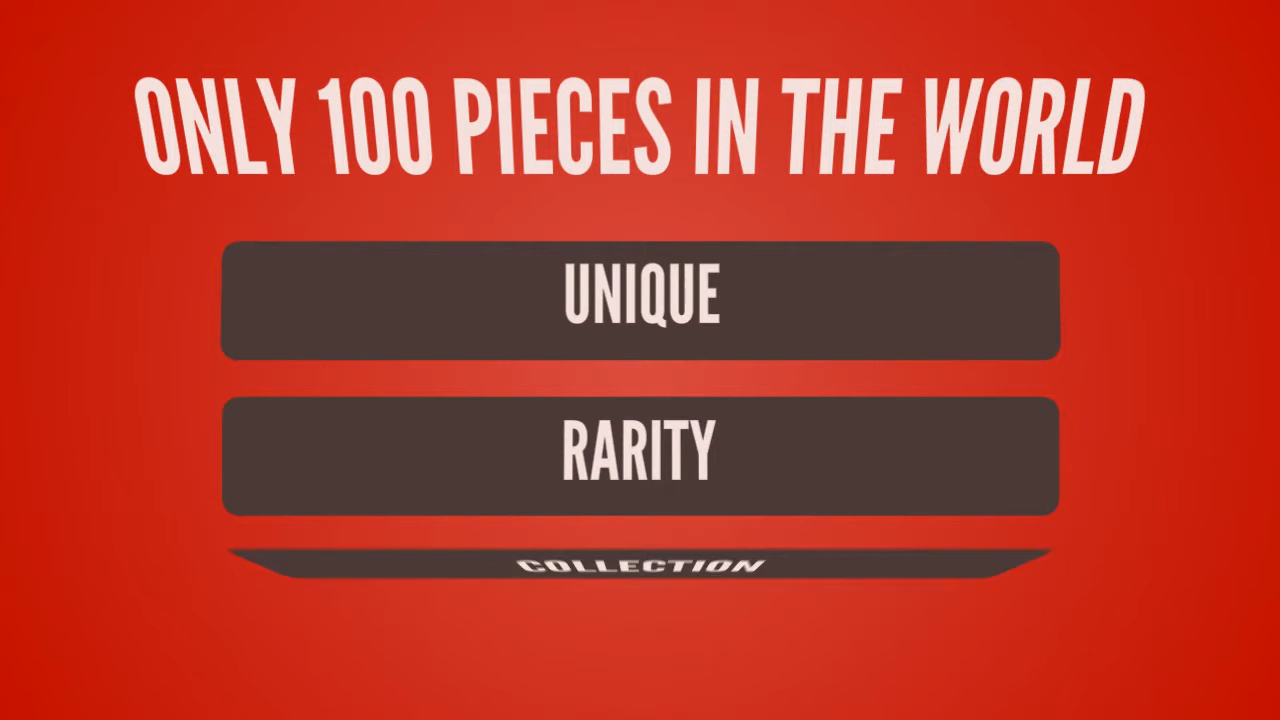 ONLY 100 PIECES IN THE WORLD
UNIQUE
RARITY
COLLECTION